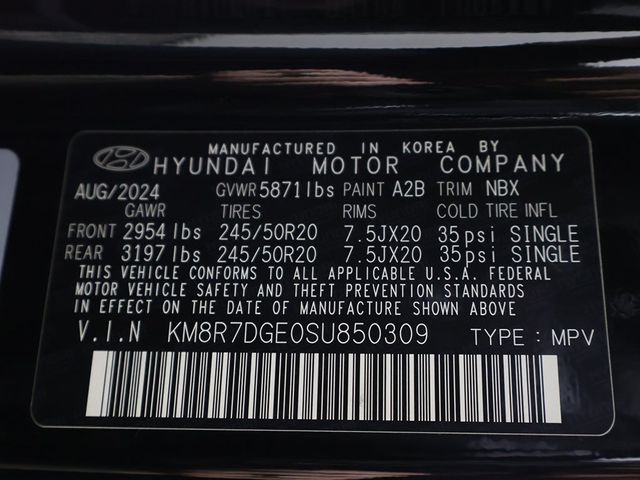 MANUFACTURED IN KOREA BY
HYUNDAI MOTOR COMPANY
AUG/2024 GVWR5871lbs PAINT A2B TRIM NBX
GAWR TIRES RIMS COLD TIRE INFL
FRONT 2954 lbs 245/50R20 7.5JX20 35psi SINGLE
REAR 3197 lbs 245/50R20 7.5JX20 35psi SINGLE
THIS VEHICLE CONFORMS TO ALL APPLICABLE U.S.A. FEDERAL
MOTOR VEHICLE SAFETY AND THEFT PREVENTION STANDARDS
IN EFFECT ON THE DATE OF MANUFACTURE SHOWN ABOVE.
V.I.N KM8R7DGE0SU850309 TYPE: MPV